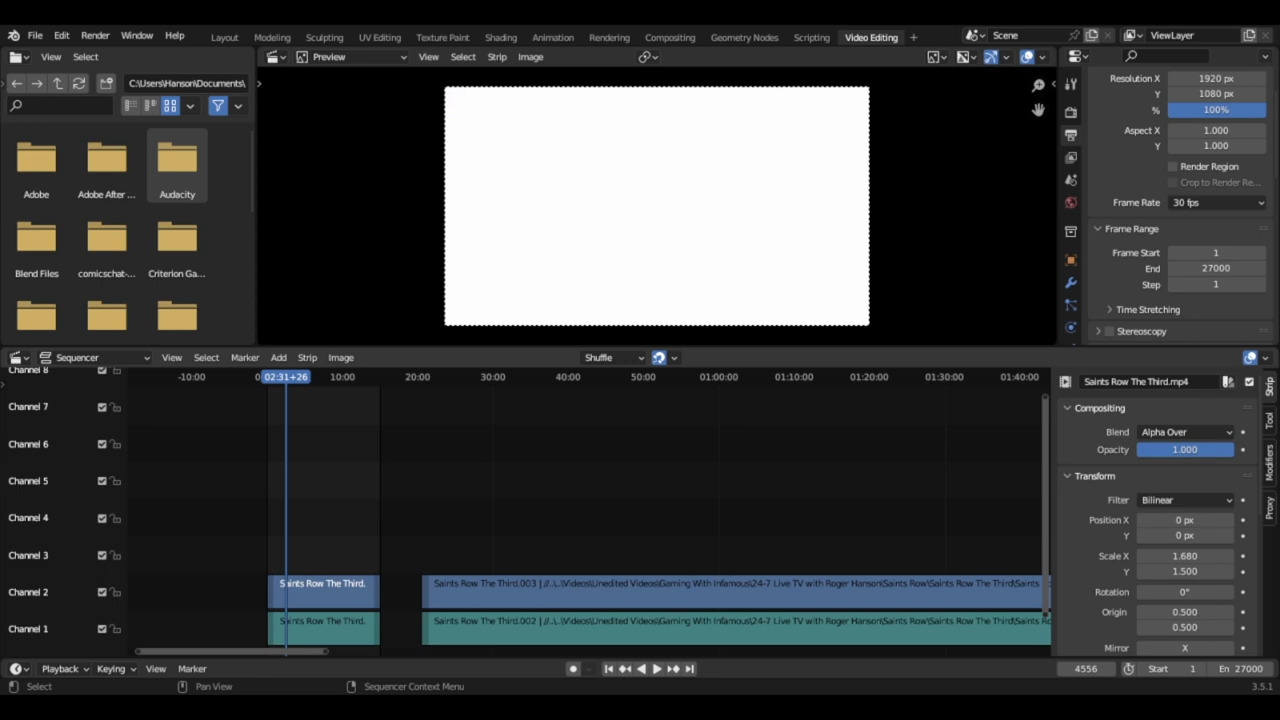 File Edit Render Window Help Layout Modeling Sculpting UV Editing Texture Paint Shading Animation Rendering Compositing Geometry Nodes Scripting Video Editing + Scene ViewLayer
View Select Preview View Select Strip Image
C:\Users\Hanson\Documents\
Resolution X 1920 px
Y 1080 px
% 100%
Aspect X 1.000
Y 1.000
Render Region
Crop to Render Re...
Frame Rate 30 fps
Frame Range
Frame Start 1
End 27000
Step 1
Time Stretching
Stereoscopy
Adobe Adobe After ... Audacity
Blend Files comicschat-... Criterion Ga...
Sequencer View Select Marker Add Strip Image Shuffle
-10:00 0 02:31+26 10:00 20:00 30:00 40:00 50:00 01:00:00 01:10:00 01:20:00 01:30:00 01:40:00
Channel 8
Channel 7
Channel 6
Channel 5
Channel 4
Channel 3
Channel 2
Channel 1
Saints Row The Third.
Saints Row The Third.003 | //..\..\Videos\Unedited Videos\Gaming With Infamous\24-7 Live TV with Roger Hanson\Saints Row\Saints Row The Third\Saints
Saints Row The Third.
Saints Row The Third.002 | //..\..\Videos\Unedited Videos\Gaming With Infamous\24-7 Live TV with Roger Hanson\Saints Row\Saints Row The Third\Saints Ro
Saints Row The Third.mp4
Compositing
Blend Alpha Over
Opacity 1.000
Transform
Filter Bilinear
Position X 0 px
Y 0 px
Scale X 1.680
Y 1.500
Rotation 0°
Origin 0.500
0.500
Mirror X
Strip
Tool
Modifiers
Proxy
Playback Keying View Marker 4556 Start 1 En 27000
Select Pan View Sequencer Context Menu 3.5.1